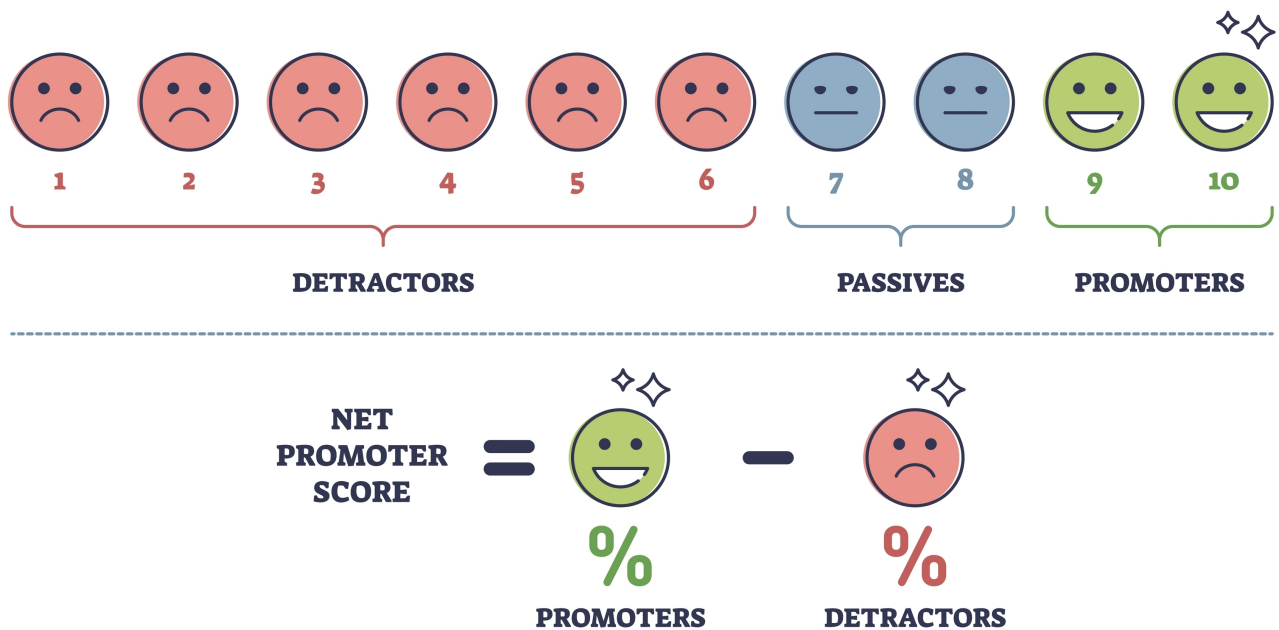 1 2 3 4 5 6 7 8 9 10
DETRACTORS PASSIVES PROMOTERS
NET
PROMOTER
SCORE
= -
% %
PROMOTERS DETRACTORS